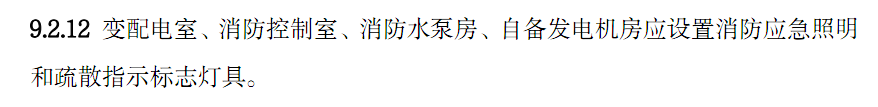 9.2.12 变配电室、消防控制室、消防水泵房、自备发电机房应设置消防应急照明
和疏散指示标志灯具。